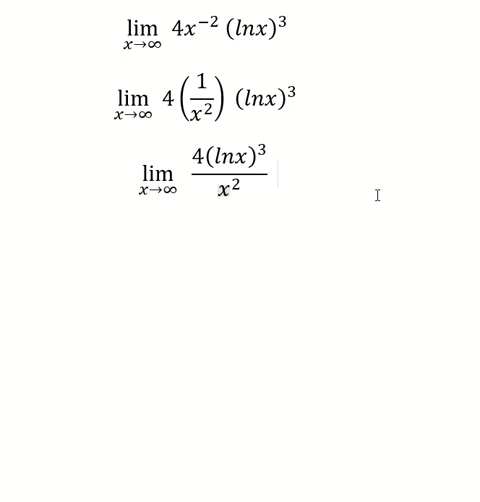 lim x→∞ 4x⁻² (lnx)³
lim x→∞ 4(1/x²) (lnx)³
lim x→∞ 4(lnx)³/x²